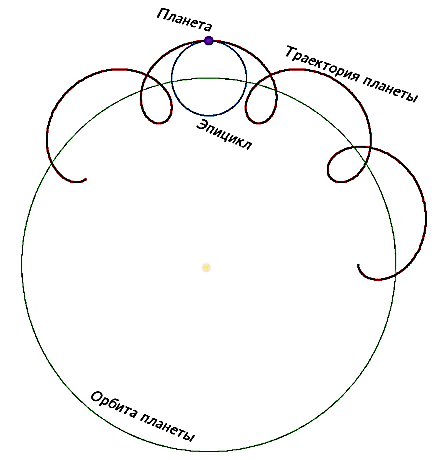 Планета
Траектория планеты
Эпицикл
Орбита планеты